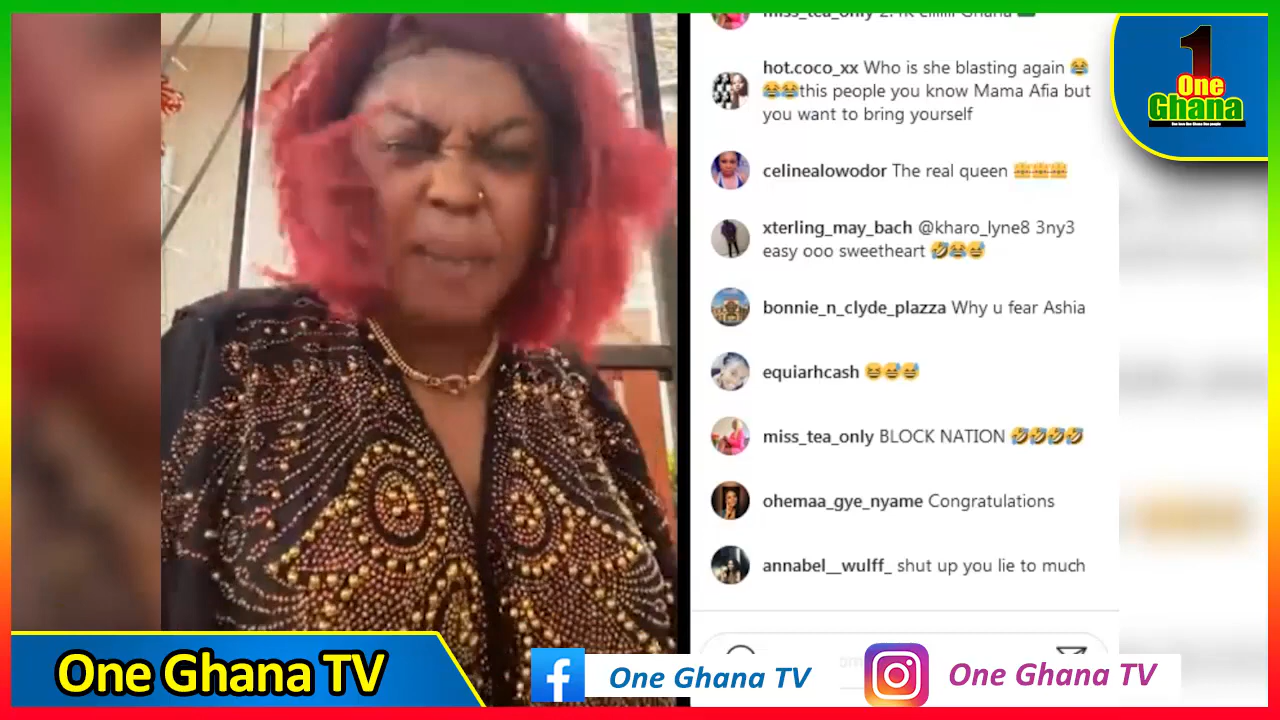 miss_tea_only
hot.coco_xx Who is she blasting again 😂
😂😂this people you know Mama Afia but
you want to bring yourself
celinealowodor The real queen 👑👑👑
xterling_may_bach @kharo_lyne8 3ny3
easy ooo sweetheart 🤣😂😅
bonnie_n_clyde_plazza Why u fear Ashia
equiarhcash 😆😅😅
miss_tea_only BLOCK NATION 🤣🤣🤣🤣
ohemaa_gye_nyame Congratulations
annabel__wulff_ shut up you lie to much
1
One
Ghana
One Ghana TV
One Ghana TV
One Ghana TV